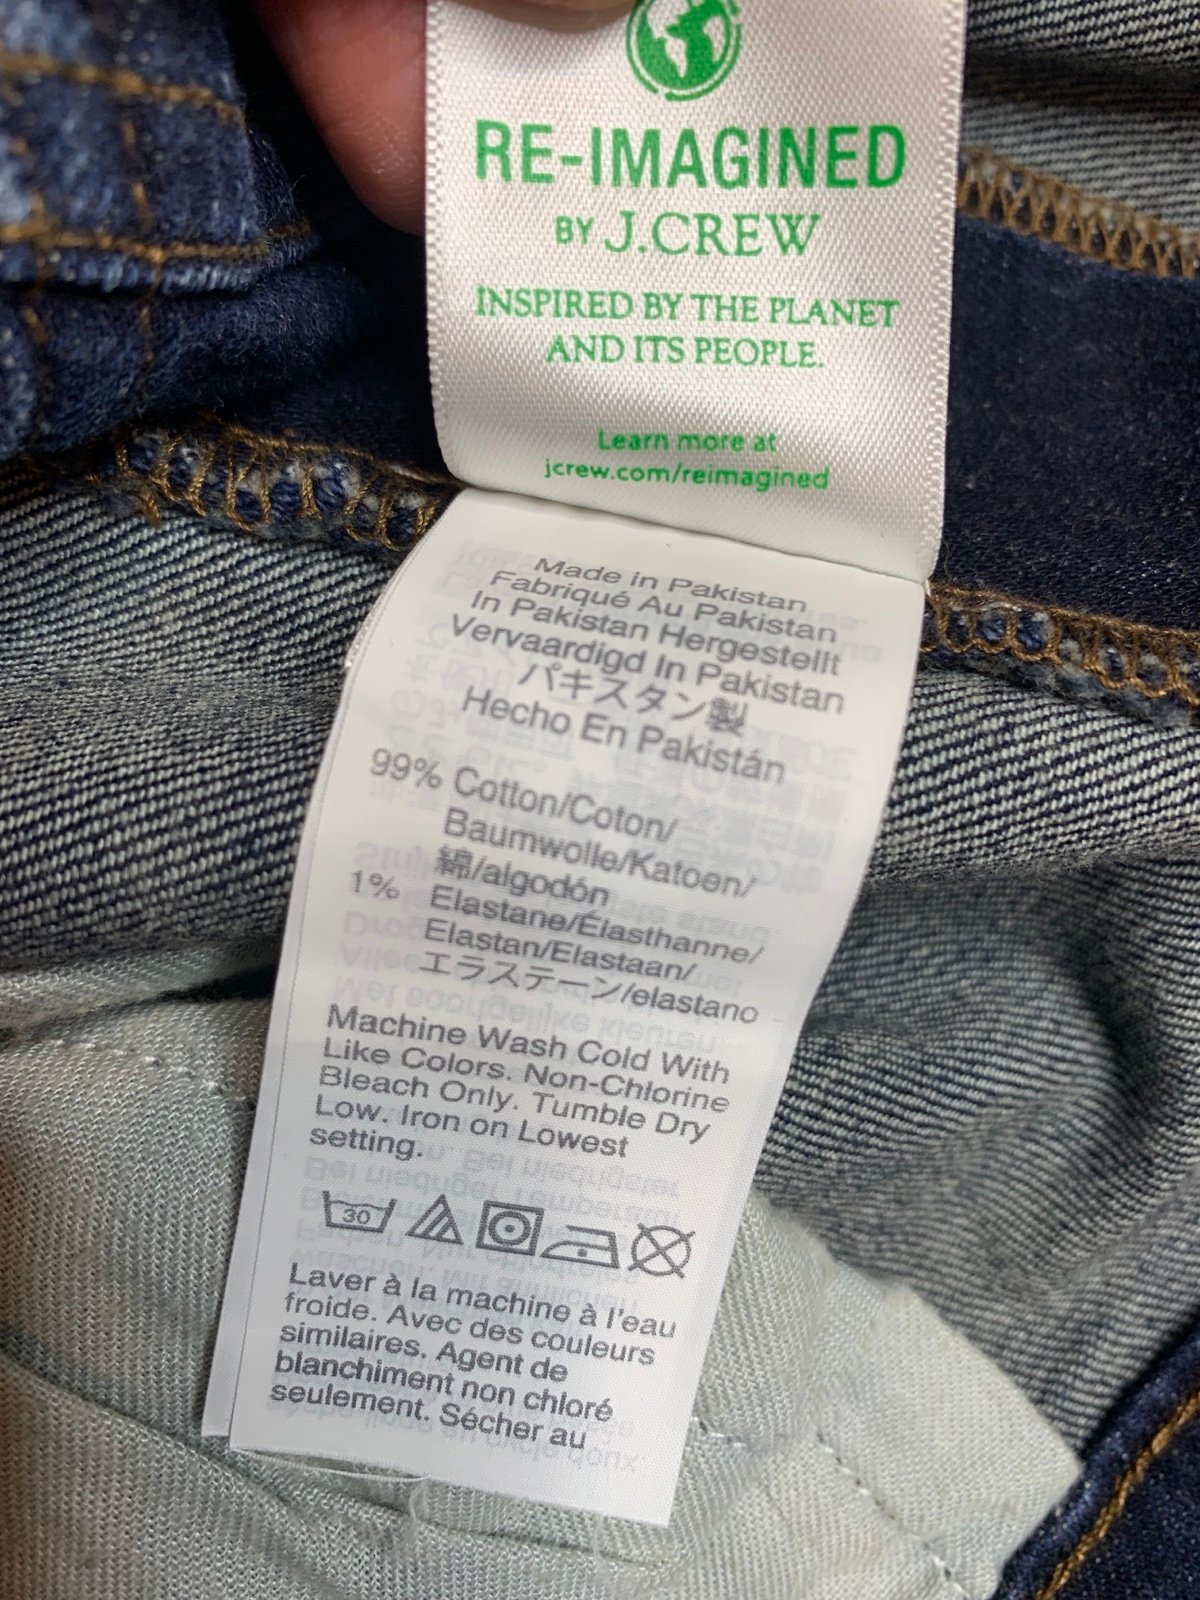 RE-IMAGINED
BY J.CREW
INSPIRED BY THE PLANET
AND ITS PEOPLE.
Learn more at
jcrew.com/reimagined
Made in Pakistan
Fabriqué Au Pakistan
In Pakistan Hergestellt
Vervaardigd In Pakistan
パキスタン製
Hecho En Pakistán
99% Cotton/Coton/
Baumwolle/Katoen/
綿/algodón
1% Elastane/Élasthanne/
Elastan/Elastaan/
エラステーン/elastano
Machine Wash Cold With
Like Colors. Non-Chlorine
Bleach Only. Tumble Dry
Low. Iron on Lowest
setting.
30
Laver à la machine à l'eau
froide. Avec des couleurs
similaires. Agent de
blanchiment non chloré
seulement. Sécher au